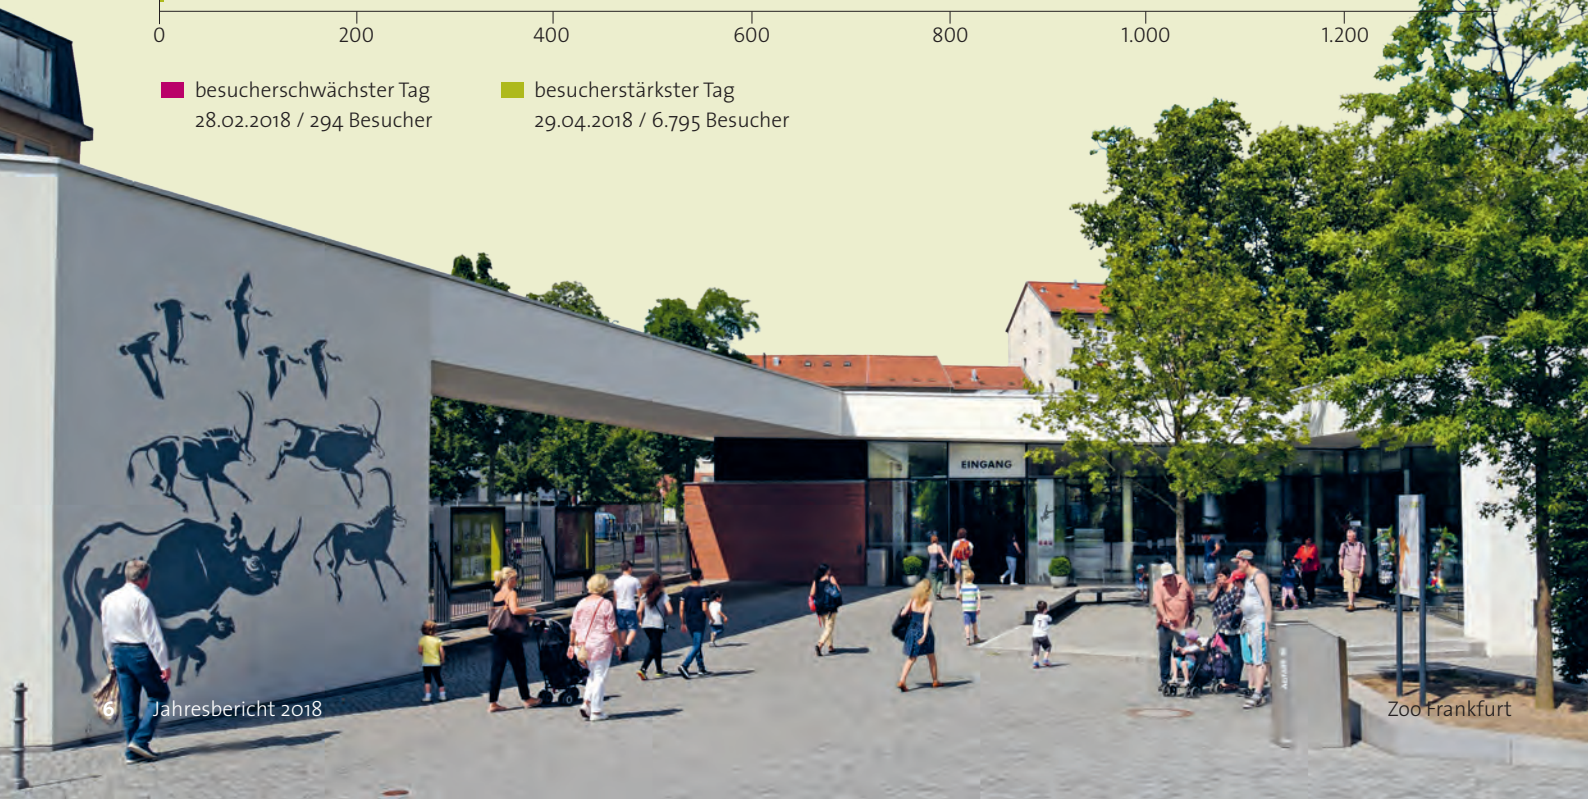 0 200 400 600 800 1.000 1.200
besucherschwächster Tag
28.02.2018 / 294 Besucher
besucherstärkster Tag
29.04.2018 / 6.795 Besucher
EINGANG
6 Jahresbericht 2018
Zoo Frankfurt